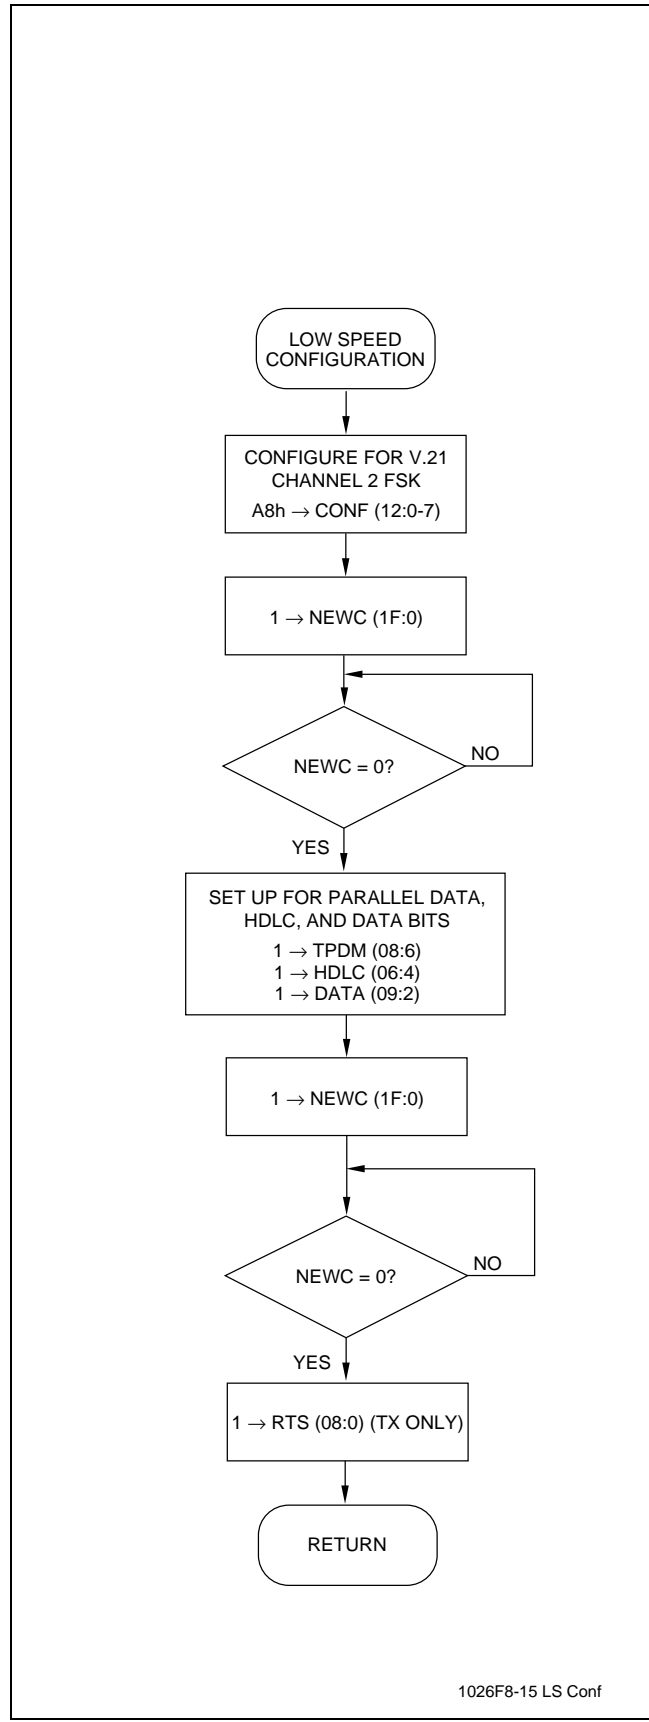 LOW SPEED
CONFIGURATION
CONFIGURE FOR V.21
CHANNEL 2 FSK
A8h → CONF (12:0-7)
1 → NEWC (1F:0)
NEWC = 0?
NO
YES
SET UP FOR PARALLEL DATA,
HDLC, AND DATA BITS
1 → TPDM (08:6)
1 → HDLC (06:4)
1 → DATA (09:2)
1 → NEWC (1F:0)
NEWC = 0?
NO
YES
1 → RTS (08:0) (TX ONLY)
RETURN
1026F8-15 LS Conf